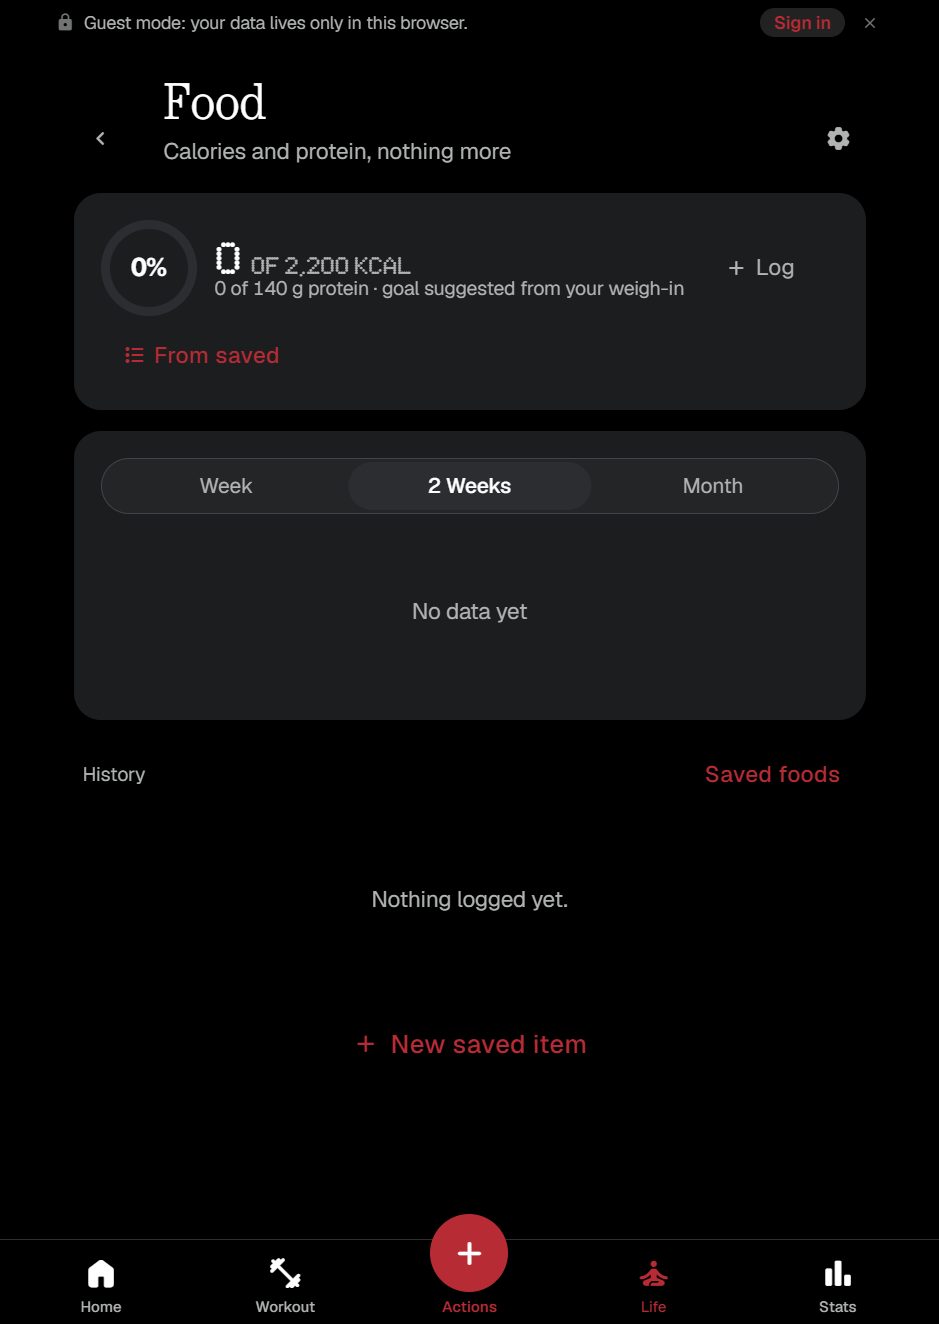 Guest mode: your data lives only in this browser.
Sign in
Food
Calories and protein, nothing more
0%
0 OF 2,200 KCAL
0 of 140 g protein · goal suggested from your weigh-in
+ Log
From saved
Week
2 Weeks
Month
No data yet
History
Saved foods
Nothing logged yet.
+ New saved item
Home
Workout
Actions
Life
Stats